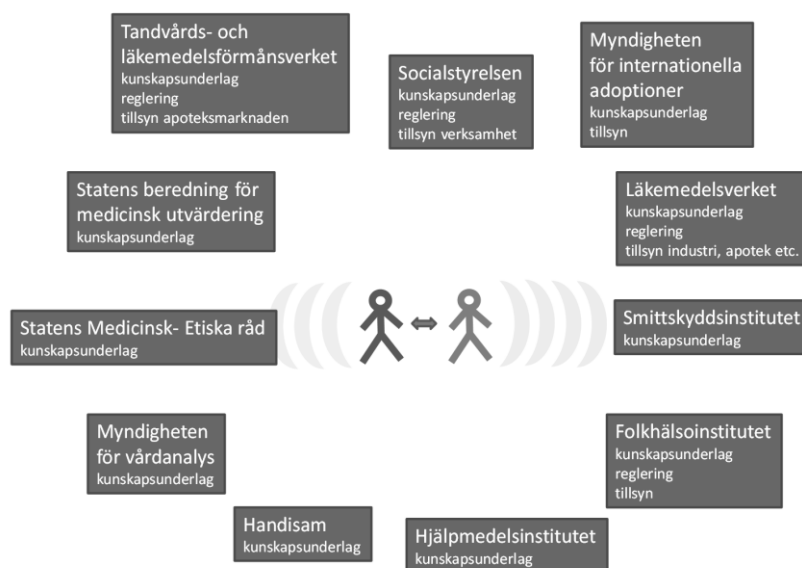 Tandvårds- och
läkemedelsförmånsverket
kunskapsunderlag
reglering
tillsyn apoteksmarknaden
Socialstyrelsen
kunskapsunderlag
reglering
tillsyn verksamhet
Myndigheten
för internationella
adoptioner
kunskapsunderlag
tillsyn
Statens beredning för
medicinsk utvärdering
kunskapsunderlag
Läkemedelsverket
kunskapsunderlag
reglering
tillsyn industri, apotek etc.
Statens Medicinsk- Etiska råd
kunskapsunderlag
Smittskyddsinstitutet
kunskapsunderlag
Myndigheten
för vårdanalys
kunskapsunderlag
Folkhälsoinstitutet
kunskapsunderlag
reglering
tillsyn
Handisam
kunskapsunderlag
Hjälpmedelsinstitutet
kunskapsunderlag